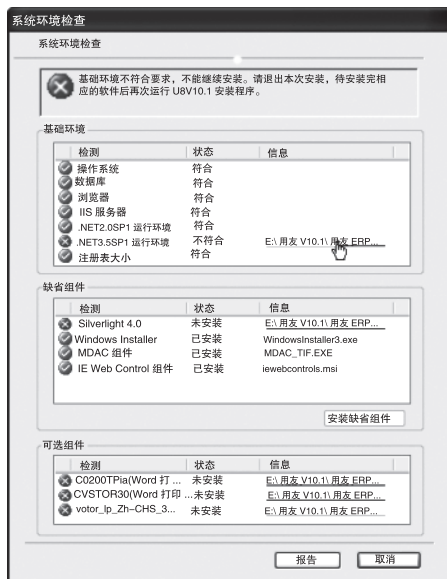 系统环境检查
系统环境检查
基础环境不符合要求，不能继续安装。请退出本次安装，待安装完相
应的软件后再次运行 U8V10.1 安装程序。
基础环境
检测 状态 信息
操作系统 符合
数据库 符合
浏览器 符合
IIS 服务器 符合
.NET2.0SP1 运行环境 符合
.NET3.5SP1 运行环境 不符合 E:\ 用友 V10.1\ 用友 ERP...
注册表大小 符合
缺省组件
检测 状态 信息
Silverlight 4.0 未安装 E:\ 用友 V10.1\ 用友 ERP...
Windows Installer 已安装 WindowsInstaller3.exe
MDAC 组件 已安装 MDAC_TIF.EXE
IE Web Control 组件 已安装 iewebcontrols.msi
安装缺省组件
可选组件
检测 状态 信息
C0200TPia(Word 打 ... 未安装 E:\ 用友 V10.1\ 用友 ERP...
CVSTOR30(Word 打印 ... 未安装 E:\ 用友 V10.1\ 用友 ERP...
votor_lp_Zh-CHS_3... 未安装 E:\ 用友 V10.1\ 用友 ERP...
报告 取消